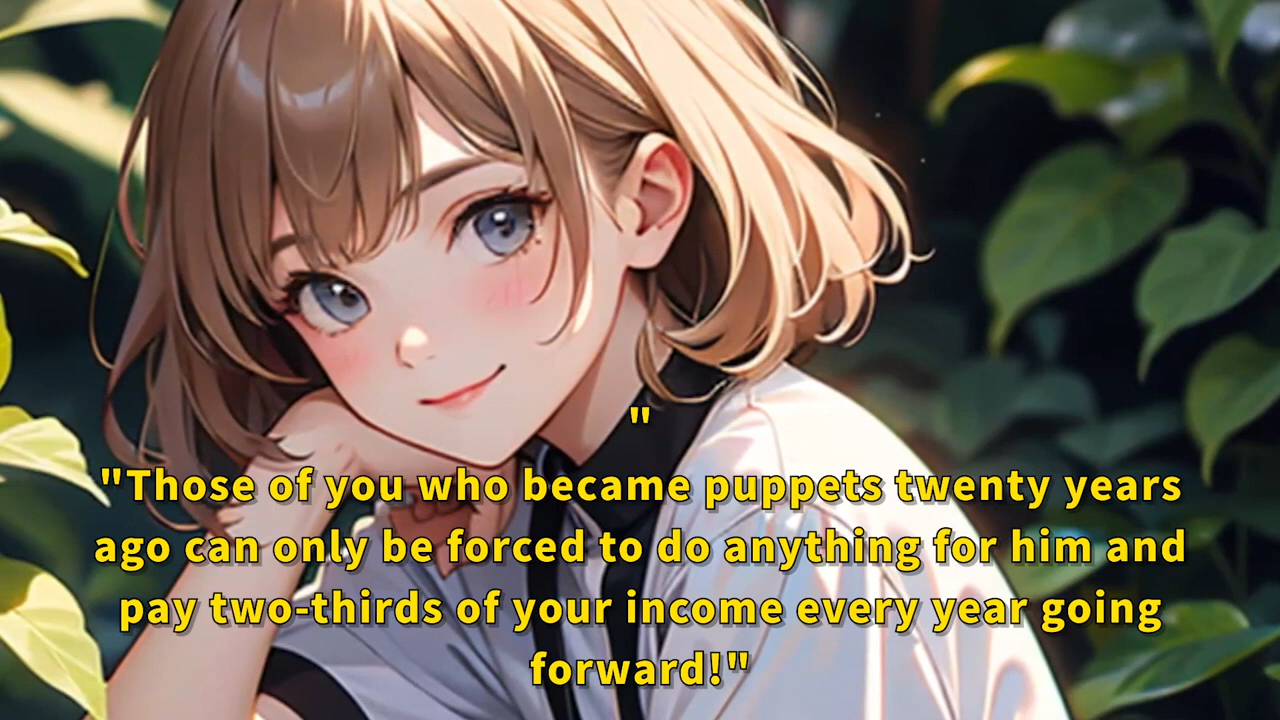 "
"Those of you who became puppets twenty years
ago can only be forced to do anything for him and
pay two-thirds of your income every year going
forward!"